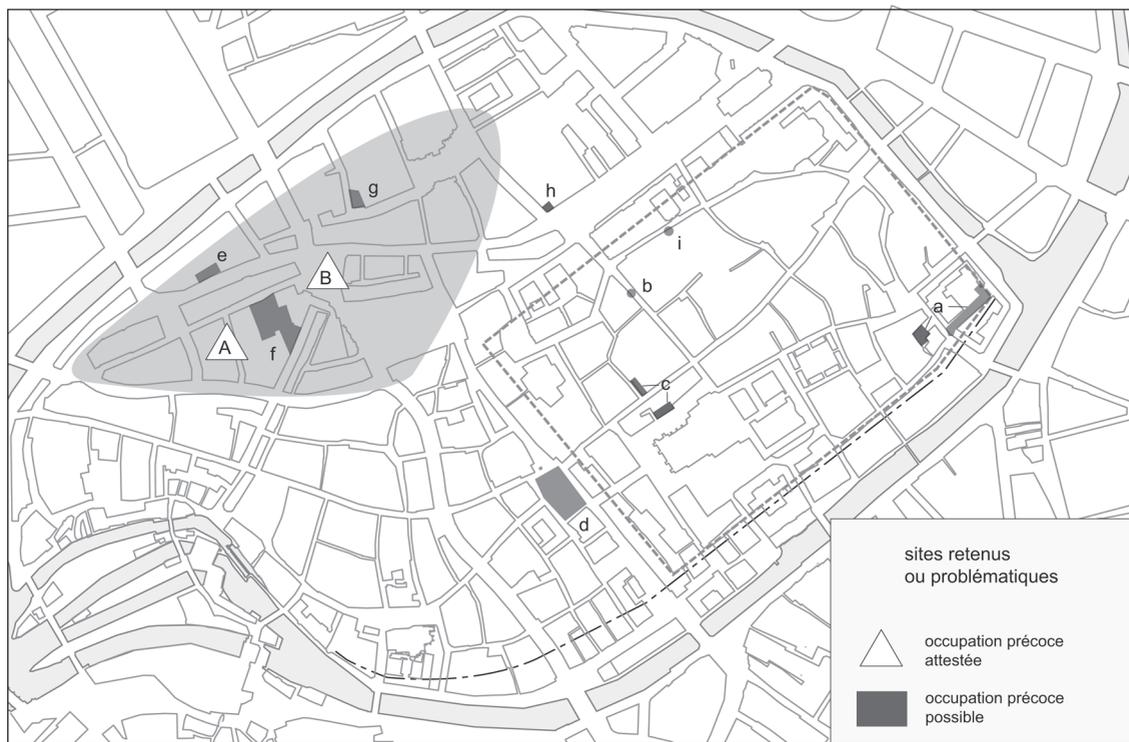 g
h
e
i
B
b
a
A
f
c
d
sites retenus
ou problématiques
occupation précoce
attestée
occupation précoce
possible